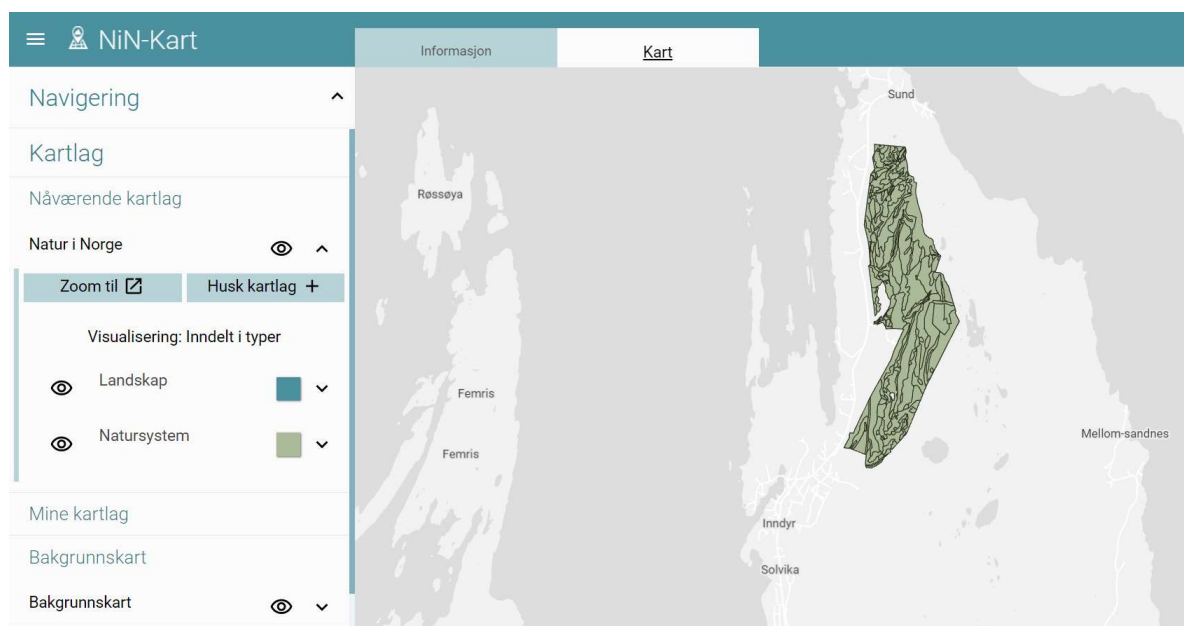 NiN-Kart
Informasjon
Kart
Navigering
Kartlag
Nåværende kartlag
Natur i Norge
Zoom til
Husk kartlag +
Visualisering: Inndelt i typer
Landskap
Natursystem
Mine kartlag
Bakgrunnskart
Bakgrunnskart
Sund
Røssøya
Femris
Femris
Mellom-sandnes
Inndyr
Solvika